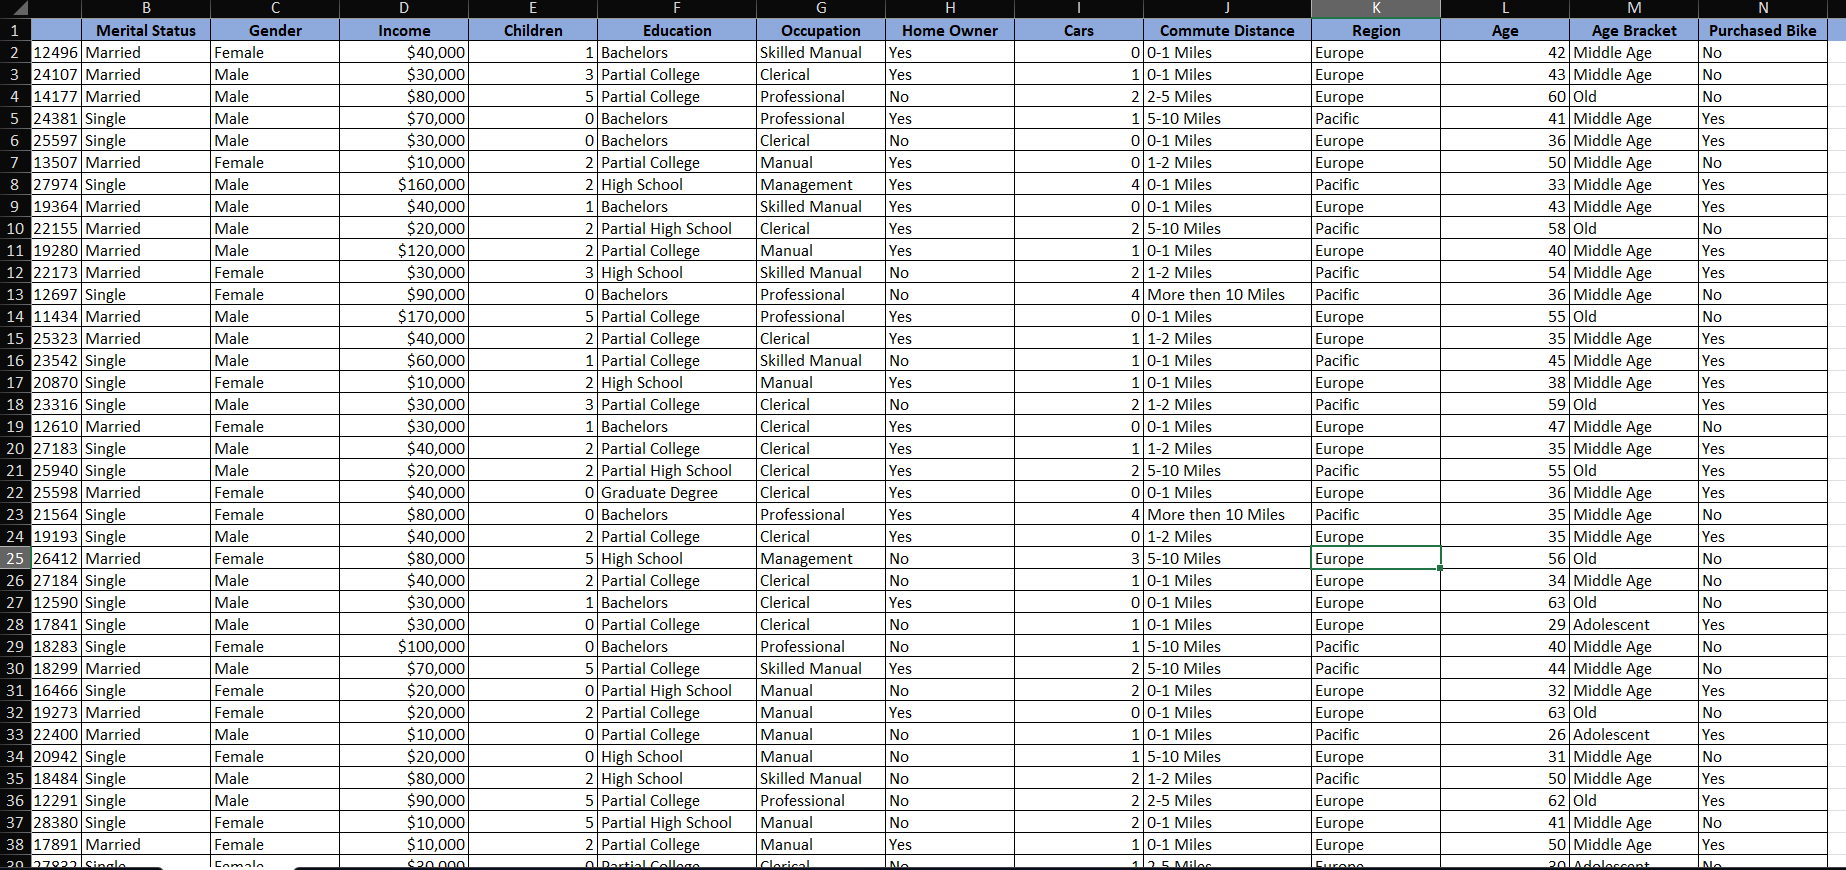 B C D E F G H I J K L M N
1 Merital Status Gender Income Children Education Occupation Home Owner Cars Commute Distance Region Age Age Bracket Purchased Bike
2 12496 Married Female $40,000 1 Bachelors Skilled Manual Yes 0 0-1 Miles Europe 42 Middle Age No
3 24107 Married Male $30,000 3 Partial College Clerical Yes 1 0-1 Miles Europe 43 Middle Age No
4 14177 Married Male $80,000 5 Partial College Professional No 2 2-5 Miles Europe 60 Old No
5 24381 Single Male $70,000 0 Bachelors Professional Yes 1 5-10 Miles Pacific 41 Middle Age Yes
6 25597 Single Male $30,000 0 Bachelors Clerical No 0 0-1 Miles Europe 36 Middle Age Yes
7 13507 Married Female $10,000 2 Partial College Manual Yes 0 1-2 Miles Europe 50 Middle Age No
8 27974 Single Male $160,000 2 High School Management Yes 4 0-1 Miles Pacific 33 Middle Age Yes
9 19364 Married Male $40,000 1 Bachelors Skilled Manual Yes 0 0-1 Miles Europe 43 Middle Age Yes
10 22155 Married Male $20,000 2 Partial High School Clerical Yes 2 5-10 Miles Pacific 58 Old No
11 19280 Married Male $120,000 2 Partial College Manual Yes 1 0-1 Miles Europe 40 Middle Age Yes
12 22173 Married Female $30,000 3 High School Skilled Manual No 2 1-2 Miles Pacific 54 Middle Age Yes
13 12697 Single Female $90,000 0 Bachelors Professional No 4 More then 10 Miles Pacific 36 Middle Age No
14 11434 Married Male $170,000 5 Partial College Professional Yes 0 0-1 Miles Europe 55 Old No
15 25323 Married Male $40,000 2 Partial College Clerical Yes 1 1-2 Miles Europe 35 Middle Age Yes
16 23542 Single Male $60,000 1 Partial College Skilled Manual No 1 0-1 Miles Pacific 45 Middle Age Yes
17 20870 Single Female $10,000 2 High School Manual Yes 1 0-1 Miles Europe 38 Middle Age Yes
18 23316 Single Male $30,000 3 Partial College Clerical No 2 1-2 Miles Pacific 59 Old Yes
19 12610 Married Female $30,000 1 Bachelors Clerical Yes 0 0-1 Miles Europe 47 Middle Age No
20 27183 Single Male $40,000 2 Partial College Clerical Yes 1 1-2 Miles Europe 35 Middle Age Yes
21 25940 Single Male $20,000 2 Partial High School Clerical Yes 2 5-10 Miles Pacific 55 Old Yes
22 25598 Married Female $40,000 0 Graduate Degree Clerical Yes 0 0-1 Miles Europe 36 Middle Age Yes
23 21564 Single Female $80,000 0 Bachelors Professional Yes 4 More then 10 Miles Pacific 35 Middle Age No
24 19193 Single Male $40,000 2 Partial College Clerical Yes 0 1-2 Miles Europe 35 Middle Age Yes
25 26412 Married Female $80,000 5 High School Management No 3 5-10 Miles Europe 56 Old No
26 27184 Single Male $40,000 2 Partial College Clerical No 1 0-1 Miles Europe 34 Middle Age No
27 12590 Single Male $30,000 1 Bachelors Clerical Yes 0 0-1 Miles Europe 63 Old No
28 17841 Single Male $30,000 0 Partial College Clerical No 1 0-1 Miles Europe 29 Adolescent Yes
29 18283 Single Female $100,000 0 Bachelors Professional No 1 5-10 Miles Pacific 40 Middle Age No
30 18299 Married Male $70,000 5 Partial College Skilled Manual Yes 2 5-10 Miles Pacific 44 Middle Age No
31 16466 Single Female $20,000 0 Partial High School Manual No 2 0-1 Miles Europe 32 Middle Age Yes
32 19273 Married Female $20,000 2 Partial College Manual Yes 0 0-1 Miles Europe 63 Old No
33 22400 Married Male $10,000 0 Partial College Manual No 1 0-1 Miles Pacific 26 Adolescent Yes
34 20942 Single Female $20,000 0 High School Manual No 1 5-10 Miles Europe 31 Middle Age No
35 18484 Single Male $80,000 2 High School Skilled Manual No 2 1-2 Miles Pacific 50 Middle Age Yes
36 12291 Single Male $90,000 5 Partial College Professional No 2 2-5 Miles Europe 62 Old Yes
37 28380 Single Female $10,000 5 Partial High School Manual No 2 0-1 Miles Europe 41 Middle Age No
38 17891 Married Female $10,000 2 Partial College Manual Yes 1 0-1 Miles Europe 50 Middle Age Yes
39 27832 Single Female $30,000 0 Partial College Clerical No 1 2-5 Miles Europe 30 Adolescent No